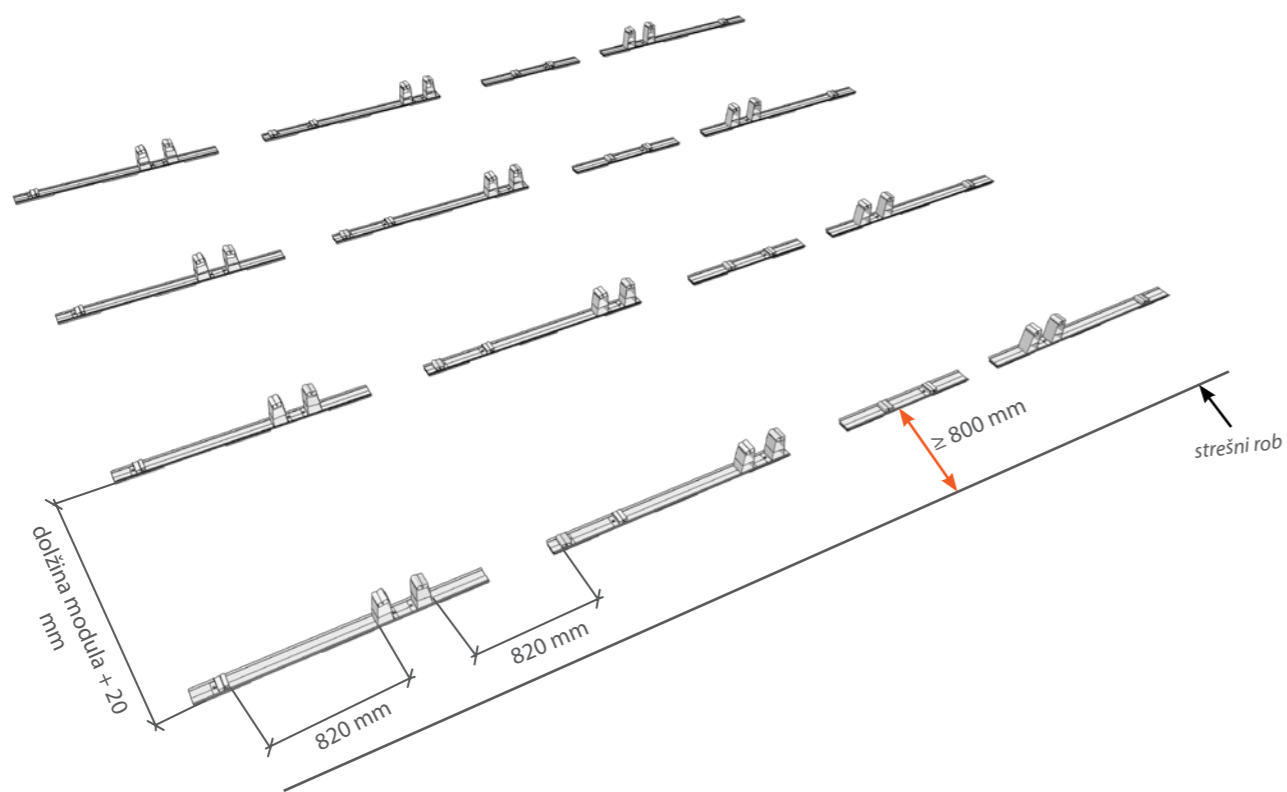 ≥ 800 mm
strešni rob
dolžina modula + 20
mm
820 mm
820 mm